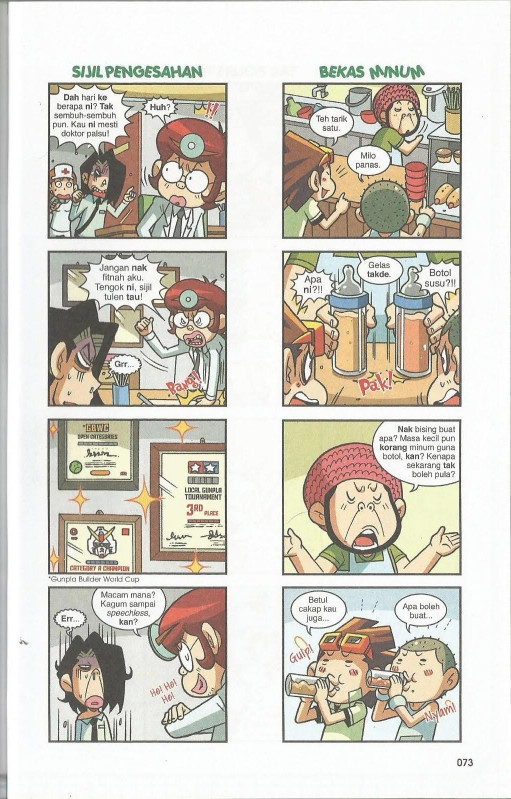 SIJIL PENGESAHAN
Dah hari ke
berapa ni? Tak
sembuh-sembuh
pun. Kau ni mesti
doktor palsu!
Huh?
!!
Jangan nak
fitnah aku.
Tengok ni, sijil
tulen tau!
Grr...
Pang!
GBWC
OPEN CATEGORIES
LOCAL GUNPLA
TOURNAMENT
3RD PLACE
CATEGORY A CHAMPION
*Gunpla Builder World Cup
Macam mana?
Kagum sampai
speechless,
kan?
Err...
He! He!
He!
BEKAS MINUM
Teh tarik
satu.
Milo
panas.
Apa
ni?!!
Gelas
takde.
Botol
susu?!!
Pak!
Nak bising buat
apa? Masa kecil pun
korang minum guna
botol, kan? Kenapa
sekarang tak
boleh pula?
Betul
cakap kau
juga...
Apa boleh
buat...
Gulp!
Nyam!
073